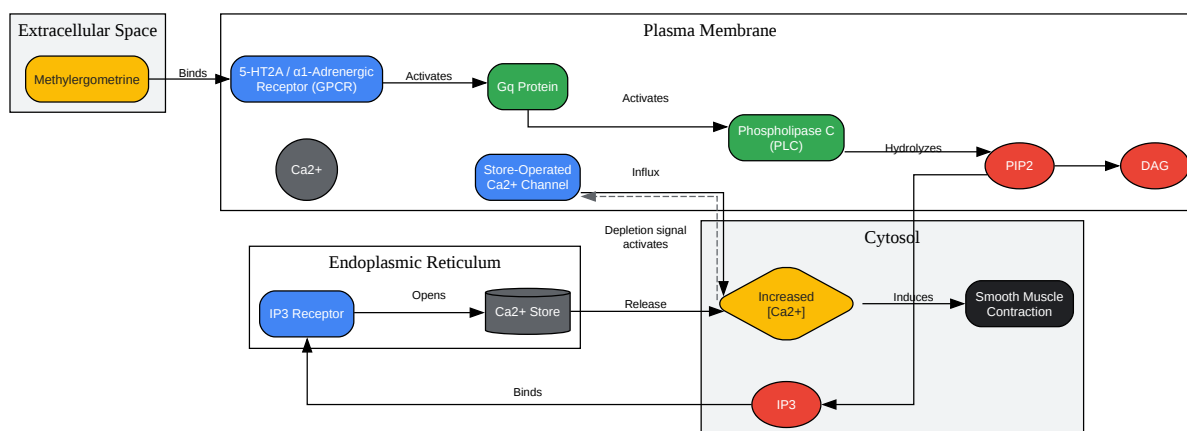 Extracellular Space
Plasma Membrane
Methylergometrine
Binds
5-HT2A / α1-Adrenergic
Receptor (GPCR)
Activates
Gq Protein
Activates
Phospholipase C
(PLC)
Hydrolyzes
PIP2
DAG
Ca2+
Store-Operated
Ca2+ Channel
Influx
Depletion signal
activates
Cytosol
Endoplasmic Reticulum
IP3 Receptor
Opens
Ca2+ Store
Release
Increased
[Ca2+]
Induces
Smooth Muscle
Contraction
Binds
IP3